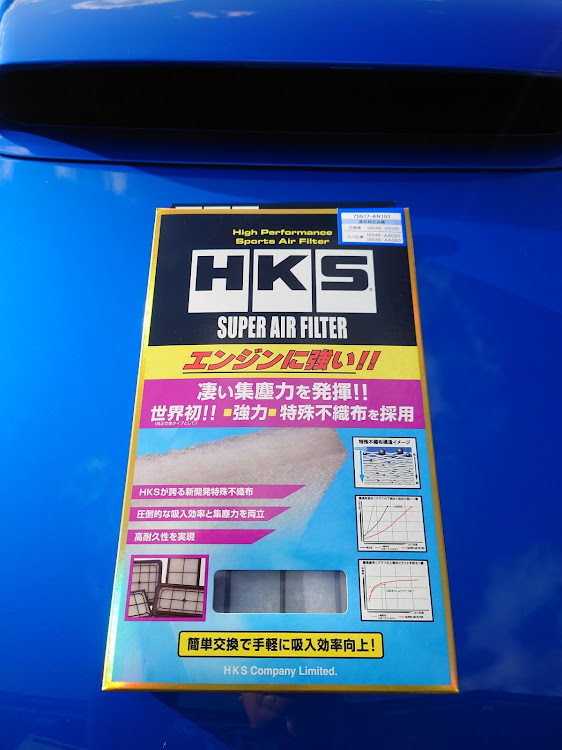 70017-AN101
High Performance
Sports Air Filter
HKS
SUPER AIR FILTER
エンジンに強い!!
凄い集塵力を発揮!!
世界初!! ■強力■ 特殊不織布を採用
特殊不織布構造イメージ
HKSが誇る新開発特殊不織布
圧倒的な吸入効率と集塵力を両立
高耐久性を実現
簡単交換で手軽に吸入効率向上!
HKS Company Limited.